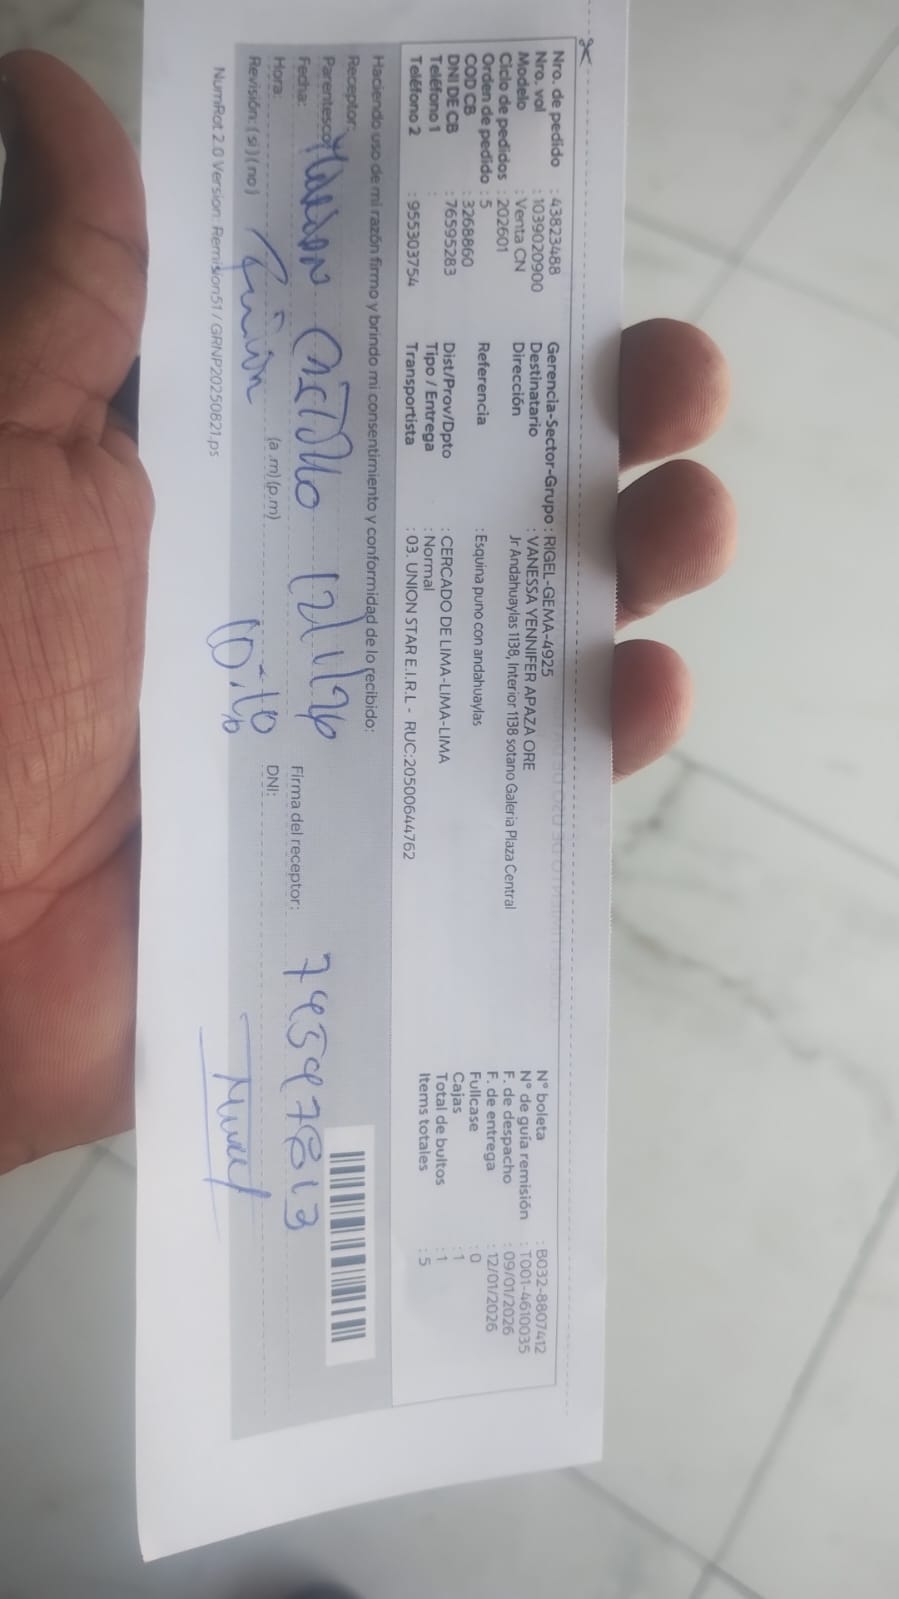 Nro. de pedido : 43823488
Nro. vol : 1039020900
Modelo : Venta CN
Ciclo de pedidos : 202601
Orden de pedido : 5
COD CB : 3268860
DNI DE CB : 76595283
Teléfono 1 :
Teléfono 2 : 955303754
Gerencia-Sector-Grupo : RIGEL-GEMA-4925
Destinatario : VANESSA YENNIFER APAZA ORE
Dirección Jr Andahuaylas 1138, Interior 1138 sotano Galeria Plaza Central
Referencia : Esquina puno con andahuaylas
Dist/Prov/Dpto : CERCADO DE LIMA-LIMA-LIMA
Tipo / Entrega : Normal
Transportista : 03. UNION STAR E.I.R.L - RUC:20500644762
N° boleta : B032-8807412
N° de guía remisión : T001-4610035
F. de despacho : 09/01/2026
F. de entrega : 12/01/2026
Fullcase : 0
Cajas : 1
Total de bultos : 1
Items totales : 5
Haciendo uso de mi razón firmo y brindo mi consentimiento y conformidad de lo recibido:
Receptor:
Parentesco:
Fecha: 12/1/26
Hora: (a.m)(p.m)
Revisión: (si) (no)
Firma del receptor:
DNI:
NumRot 2.0 Version: Remision51 / GRNP20250821.ps